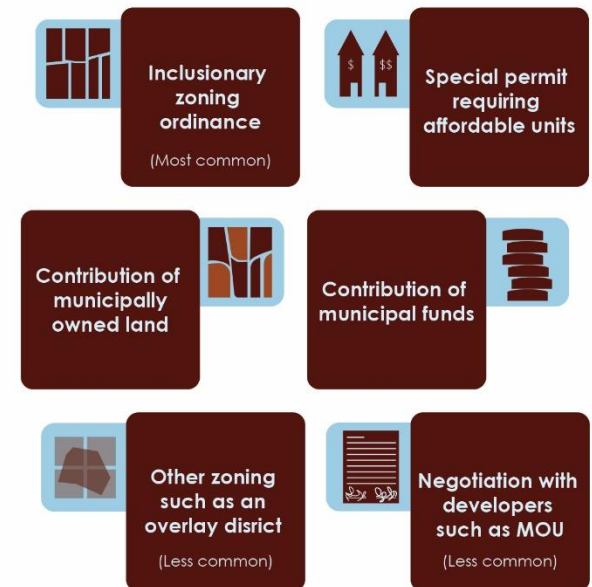 Inclusionary
zoning
ordinance
(Most common)
$ $$
Special permit
requiring
affordable units
Contribution of
municipally
owned land
Contribution of
municipal funds
Other zoning
such as an
overlay disrict
(Less common)
Negotiation with
developers
such as MOU
(Less common)